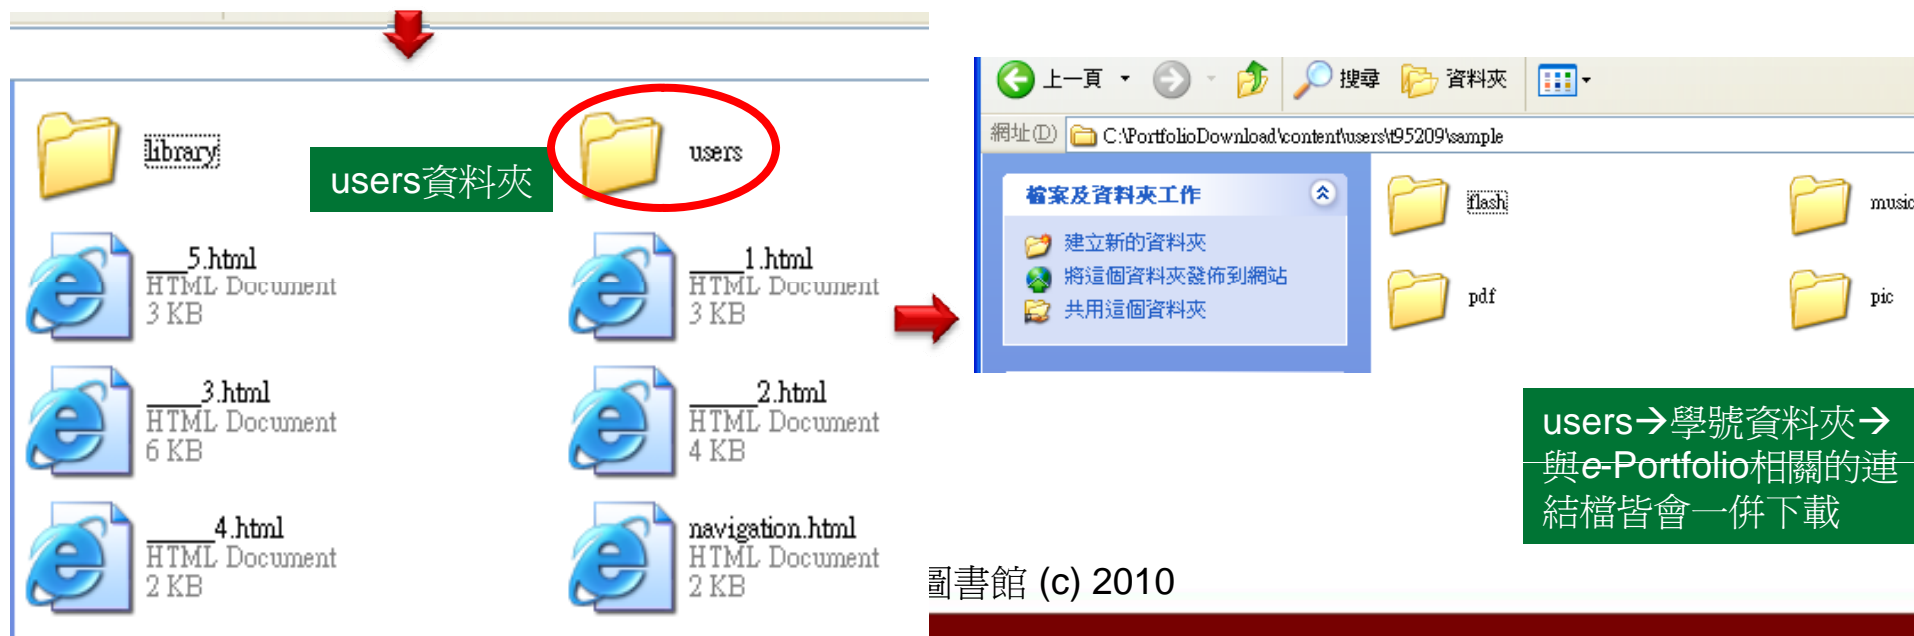 library
users
users資料夾
___5.html
HTML Document
3 KB
____1.html
HTML Document
3 KB
____3.html
HTML Document
6 KB
_____2.html
HTML Document
4 KB
_____4.html
HTML Document
2 KB
navigation.html
HTML Document
2 KB
上一頁
搜尋
資料夾
網址(D)
C:\PortfolioDownload\content\users\t95209\sample
檔案及資料夾工作
建立新的資料夾
將這個資料夾發佈到網站
共用這個資料夾
flash
music
pdf
pic
users→學號資料夾→
與e-Portfolio相關的連
結檔皆會一併下載
圖書館 (c) 2010